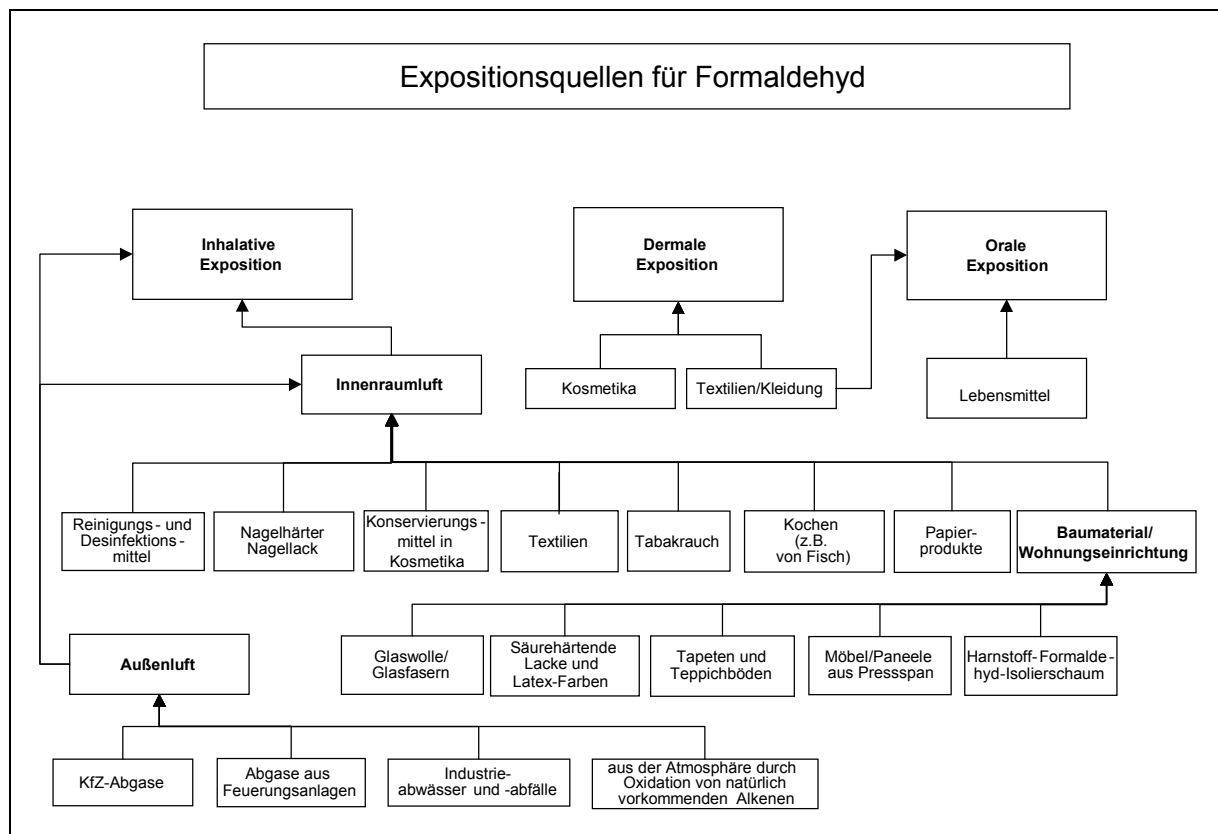 Expositionsquellen für Formaldehyd
Inhalative
Exposition
Dermale
Exposition
Orale
Exposition
Innenraumluft
Kosmetika
Textilien/Kleidung
Lebensmittel
Reinigungs- und
Desinfektions-
mittel
Nagelhärter
Nagellack
Konservierungs-
mittel in
Kosmetika
Textilien
Tabakrauch
Kochen
(z.B.
von Fisch)
Papier-
produkte
Baumaterial/
Wohnungseinrichtung
Außenluft
Glaswolle/
Glasfasern
Säurehärtende
Lacke und
Latex-Farben
Tapeten und
Teppichböden
Möbel/Paneele
aus Pressspan
Harnstoff-Formalde-
hyd-Isolierschaum
KfZ-Abgase
Abgase aus
Feuerungsanlagen
Industrie-
abwässer und -abfälle
aus der Atmosphäre durch
Oxidation von natürlich
vorkommenden Alkenen